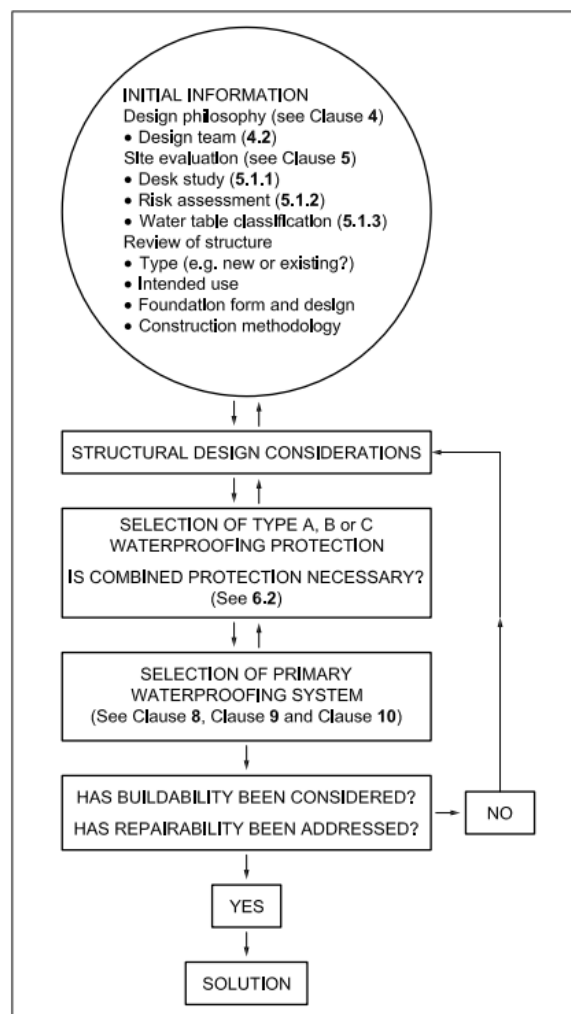 INITIAL INFORMATION
Design philosophy (see Clause 4)
• Design team (4.2)
Site evaluation (see Clause 5)
• Desk study (5.1.1)
• Risk assessment (5.1.2)
• Water table classification (5.1.3)
Review of structure
• Type (e.g. new or existing?)
• Intended use
• Foundation form and design
• Construction methodology
STRUCTURAL DESIGN CONSIDERATIONS
SELECTION OF TYPE A, B or C
WATERPROOFING PROTECTION
IS COMBINED PROTECTION NECESSARY?
(See 6.2)
SELECTION OF PRIMARY
WATERPROOFING SYSTEM
(See Clause 8, Clause 9 and Clause 10)
HAS BUILDABILITY BEEN CONSIDERED?
HAS REPAIRABILITY BEEN ADDRESSED?
NO
YES
SOLUTION